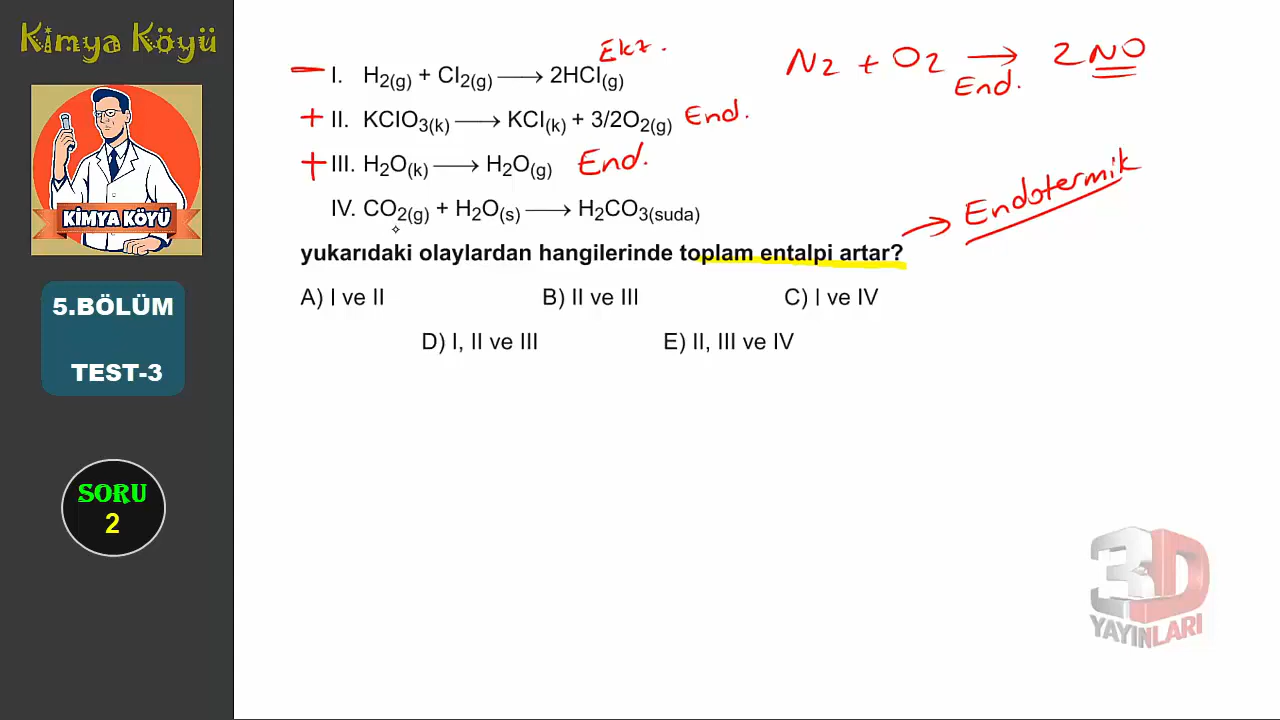 Kimya Köyü
KİMYA KÖYÜ
5.BÖLÜM
TEST-3
SORU
2
Ekz.
− I. H2(g) + Cl2(g) ⟶ 2HCl(g)
+ II. KClO3(k) ⟶ KCl(k) + 3/2O2(g) End.
+ III. H2O(k) ⟶ H2O(g) End.
IV. CO2(g) + H2O(s) ⟶ H2CO3(suda)
yukarıdaki olaylardan hangilerinde toplam entalpi artar?
→ Endotermik
A) I ve II B) II ve III C) I ve IV
D) I, II ve III E) II, III ve IV
N2 + O2 → 2NO
End.
3D
YAYINLARI